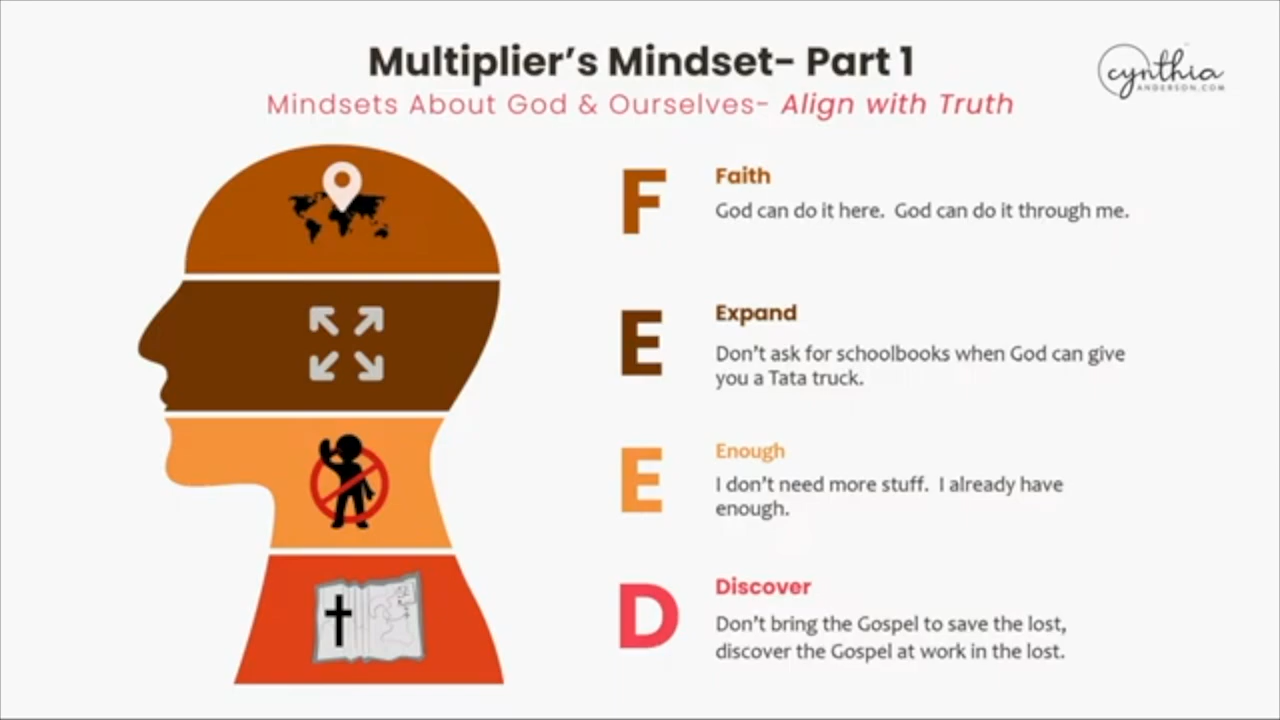 Multiplier's Mindset- Part 1
Mindsets About God & Ourselves- Align with Truth
cynthia
ANDERSON.COM
F
Faith
God can do it here.  God can do it through me.
E
Expand
Don't ask for schoolbooks when God can give
you a Tata truck.
E
Enough
I don't need more stuff.  I already have
enough.
D
Discover
Don't bring the Gospel to save the lost,
discover the Gospel at work in the lost.